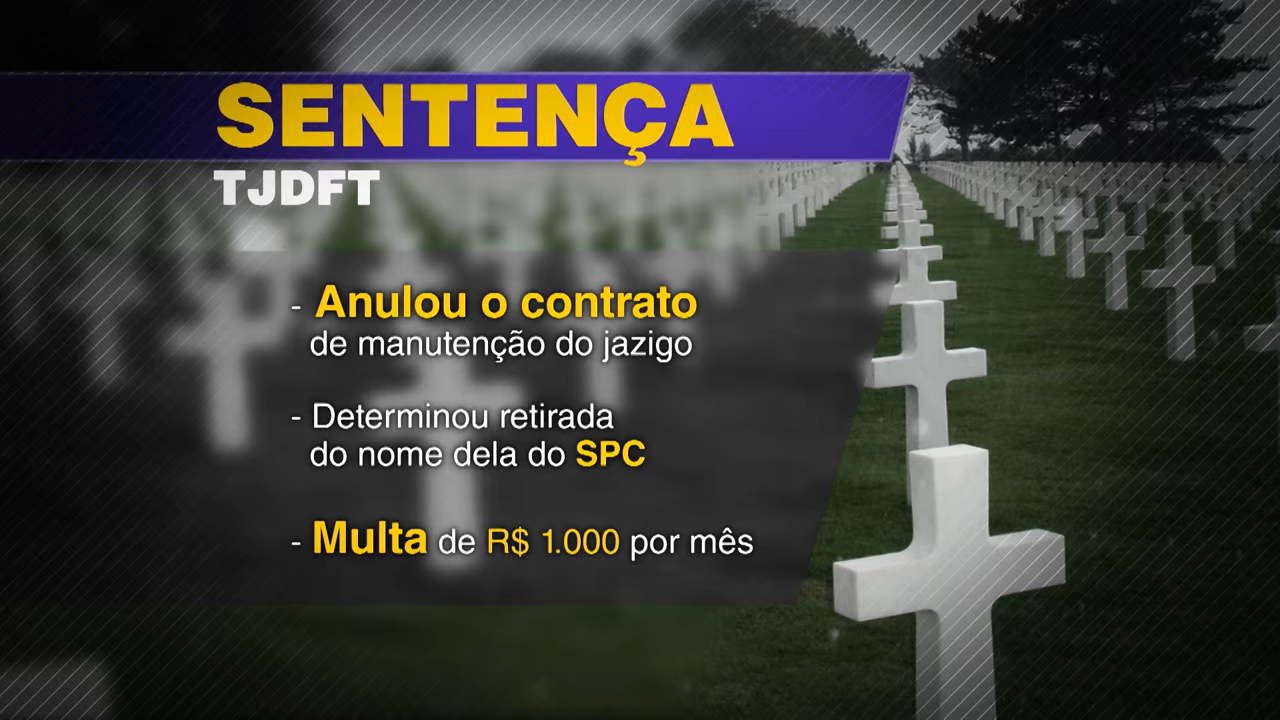 SENTENÇA
TJDFT
- Anulou o contrato
de manutenção do jazigo
- Determinou retirada
do nome dela do SPC
- Multa de R$ 1.000 por mês